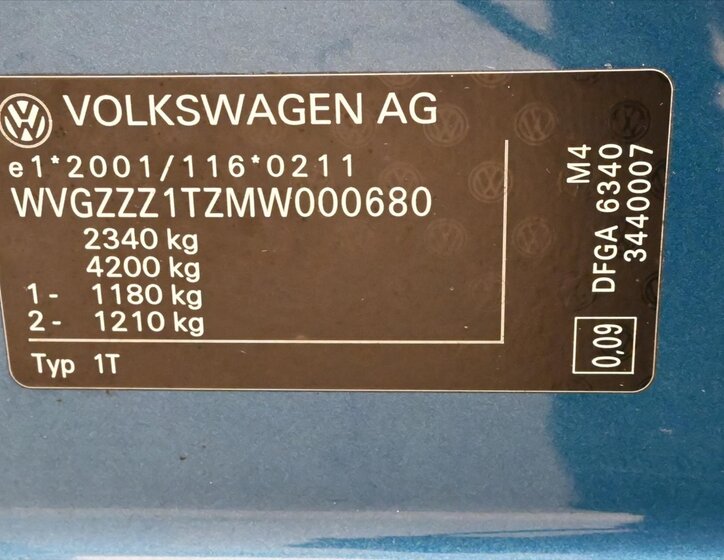 VOLKSWAGEN AG
e1*2001/116*0211
WVGZZZ1TZMW000680
2340 kg
4200 kg
1- 1180 kg
2- 1210 kg
Typ 1T
M4
DFGA 6340
3440007
0,09